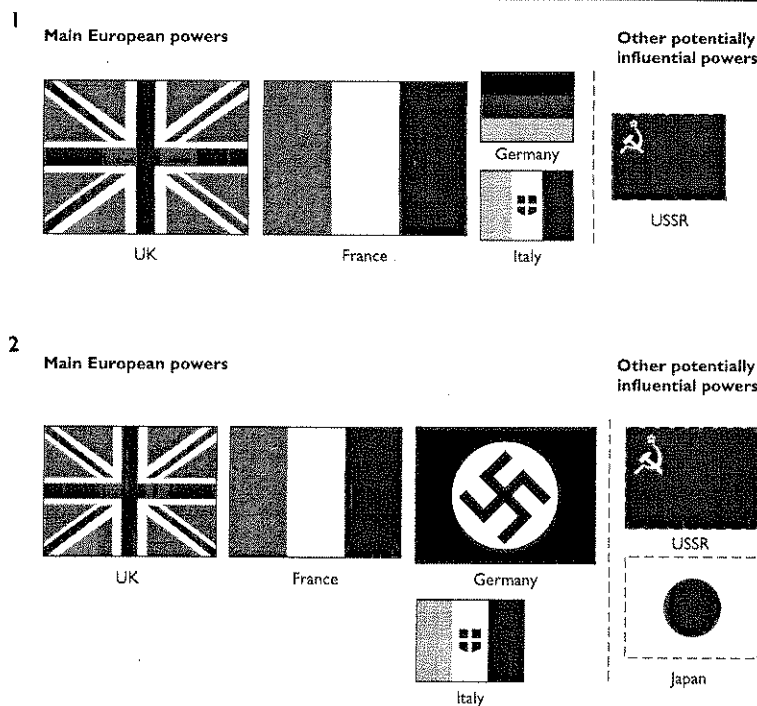 1
Main European powers
Other potentially
influential powers
Germany
UK
France
Italy
USSR
2
Main European powers
Other potentially
influential powers
UK
France
Germany
USSR
Italy
Japan